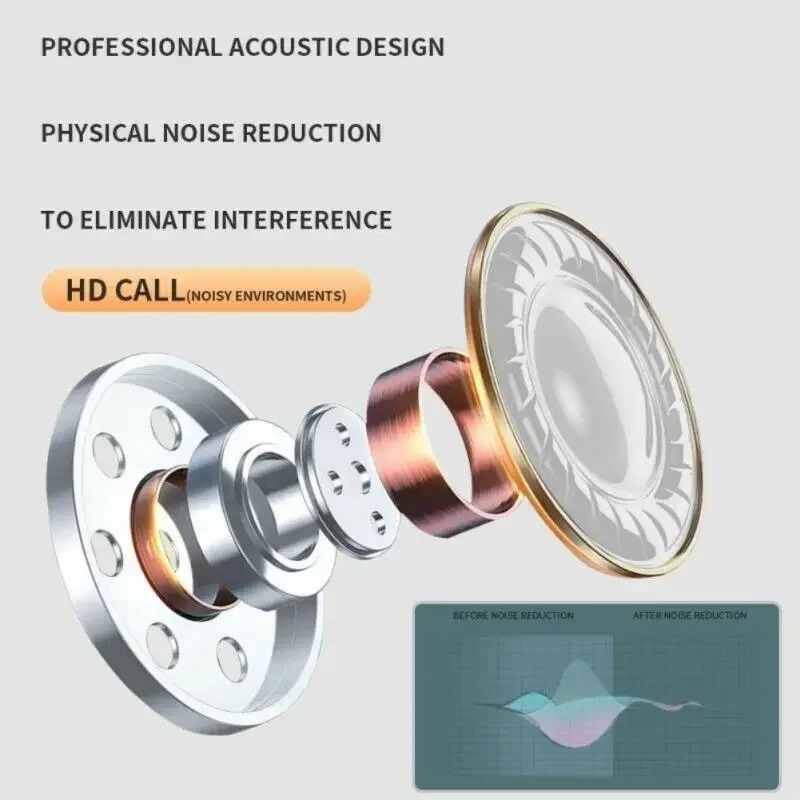 PROFESSIONAL ACOUSTIC DESIGN
PHYSICAL NOISE REDUCTION
TO ELIMINATE INTERFERENCE
HD CALL(NOISY ENVIRONMENTS)
BEFORE NOISE REDUCTION AFTER NOISE REDUCTION